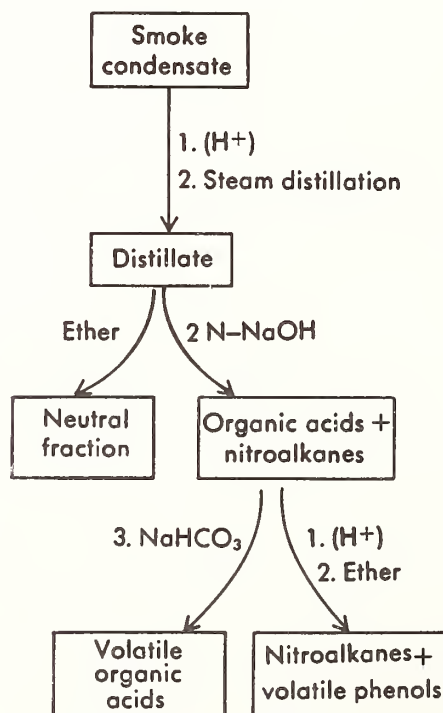 Smoke
condensate
1. (H+)
2. Steam distillation
Distillate
Ether
2 N–NaOH
Neutral
fraction
Organic acids +
nitroalkanes
3. NaHCO3
1. (H+)
2. Ether
Volatile
organic
acids
Nitroalkanes+
volatile phenols